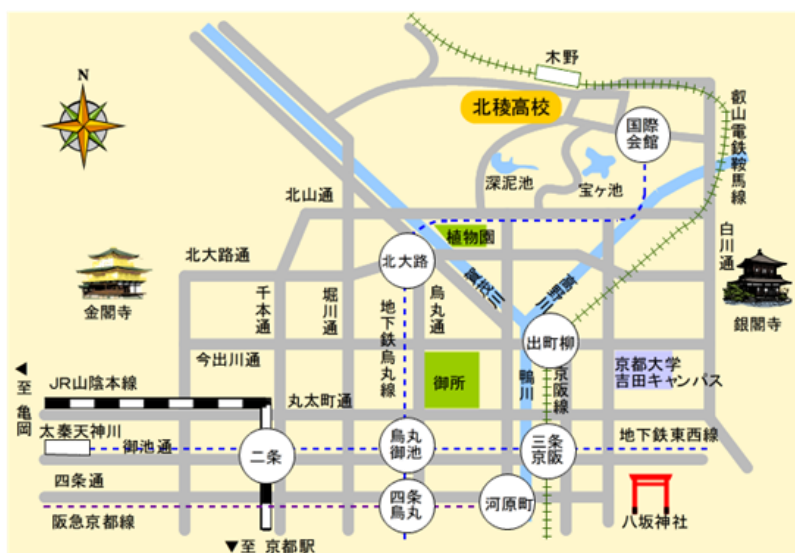 N
木野
北稜高校
国際
会館
叡山電鉄鞍馬線
深泥池
宝ヶ池
北山通
植物園
白川通
北大路通
北大路
賀茂川
高野川
金閣寺
銀閣寺
千本通
堀川通
地下鉄烏丸線
烏丸通
出町柳
今出川通
御所
鴨川
京阪線
京都大学
吉田キャンパス
◀至 亀岡
JR山陰本線
丸太町通
太秦天神川
御池通
二条
烏丸
御池
三条
京阪
地下鉄東西線
四条通
四条
烏丸
河原町
八坂神社
阪急京都線
▼至 京都駅